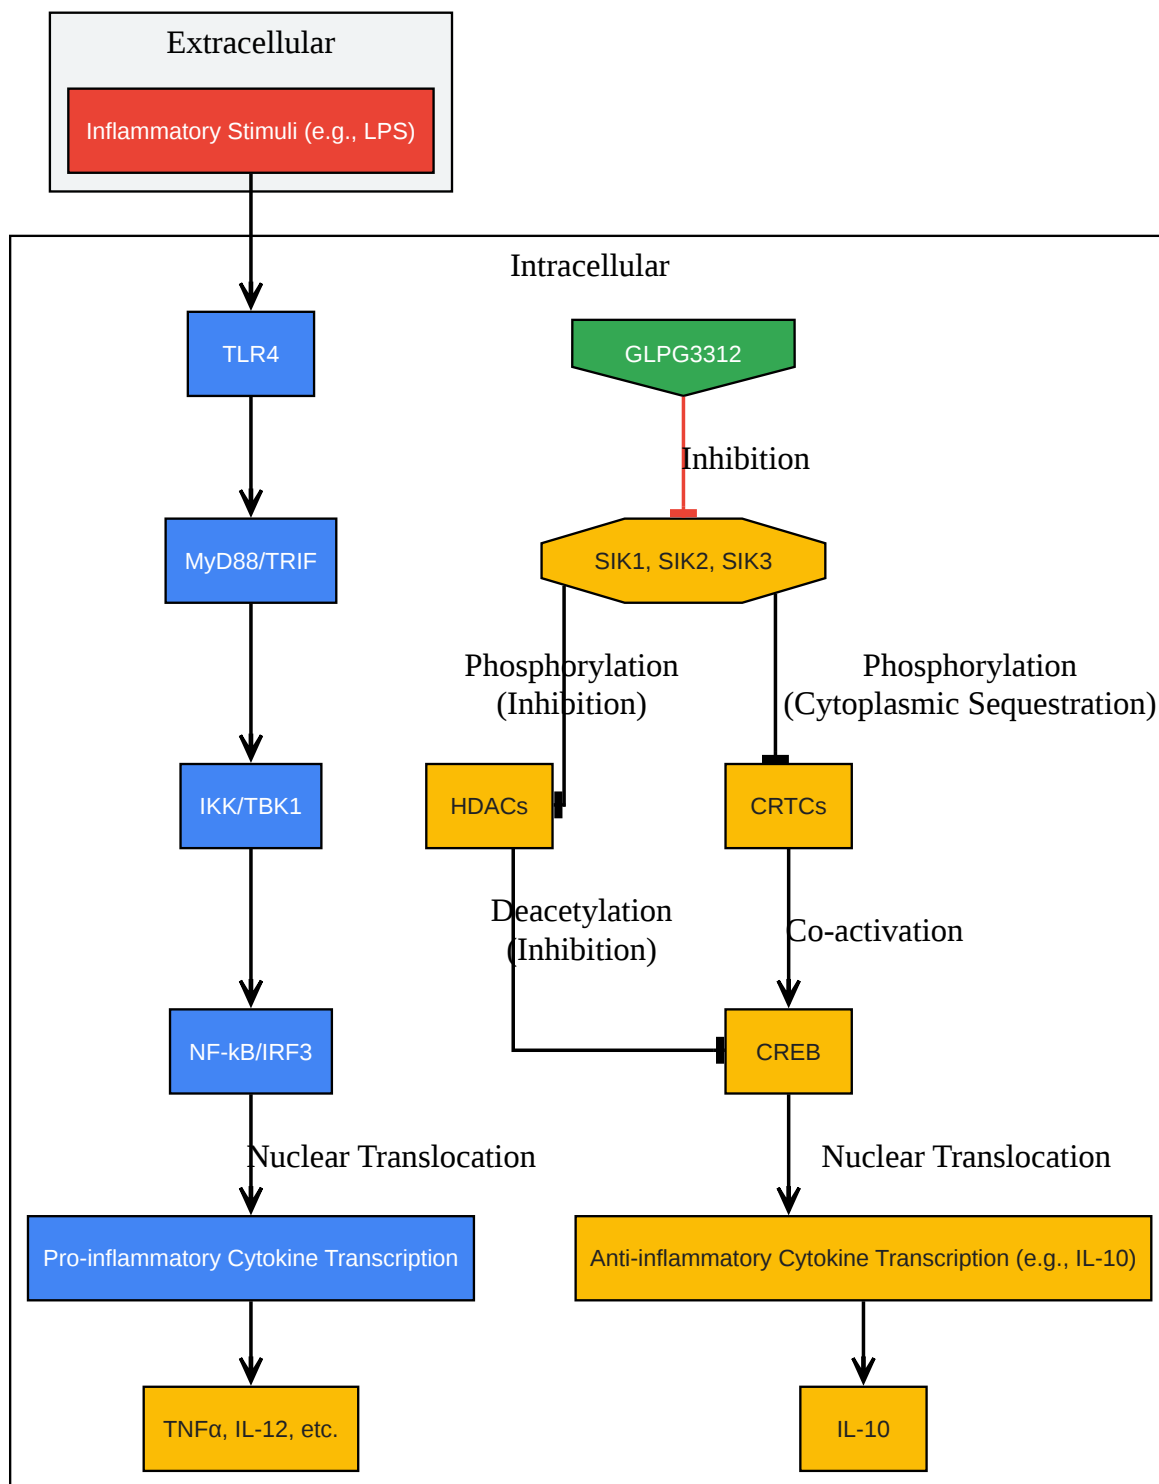 Extracellular
Inflammatory Stimuli (e.g., LPS)
Intracellular
TLR4
GLPG3312
Inhibition
MyD88/TRIF
SIK1, SIK2, SIK3
Phosphorylation
(Inhibition)
Phosphorylation
(Cytoplasmic Sequestration)
IKK/TBK1
HDACs
CRTCs
Deacetylation
(Inhibition)
Co-activation
NF-kB/IRF3
CREB
Nuclear Translocation
Nuclear Translocation
Pro-inflammatory Cytokine Transcription
Anti-inflammatory Cytokine Transcription (e.g., IL-10)
TNFα, IL-12, etc.
IL-10